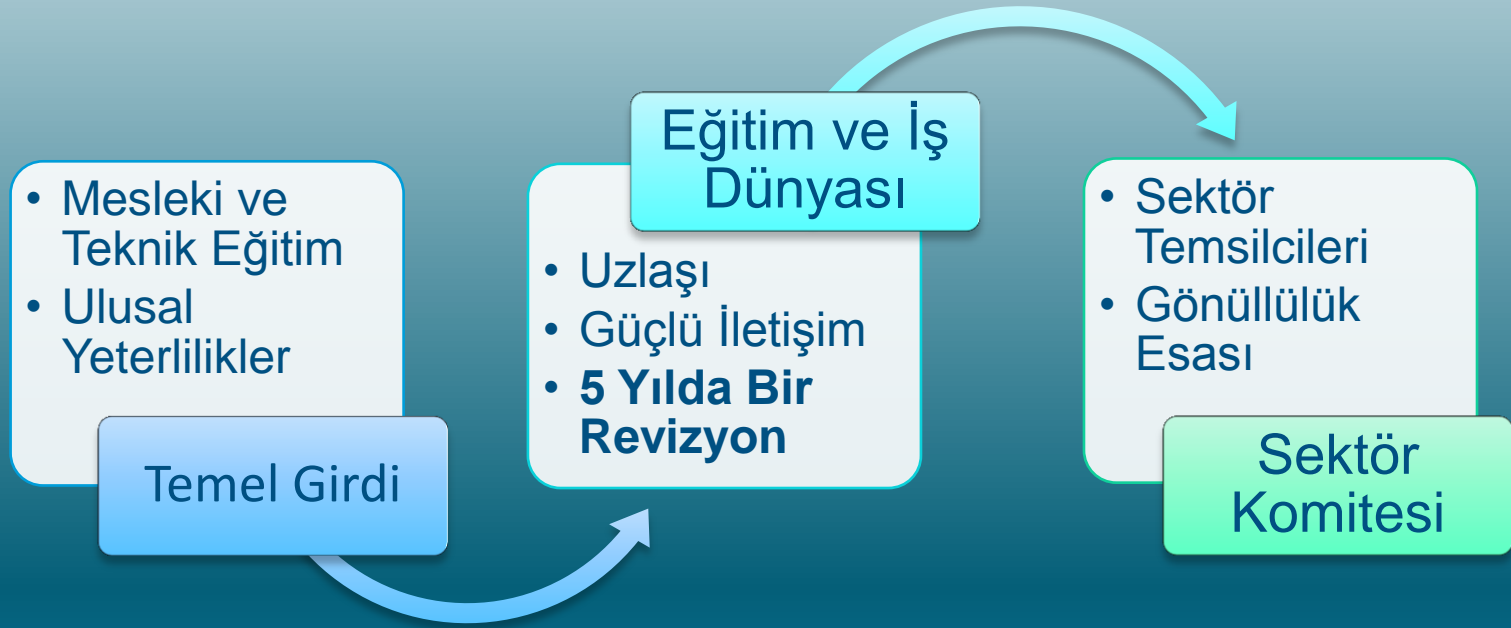 • Mesleki ve
Teknik Eğitim
• Ulusal
Yeterlilikler
Temel Girdi
Eğitim ve İş
Dünyası
• Uzlaşı
• Güçlü İletişim
• 5 Yılda Bir
Revizyon
• Sektör
Temsilcileri
• Gönüllülük
Esası
Sektör
Komitesi